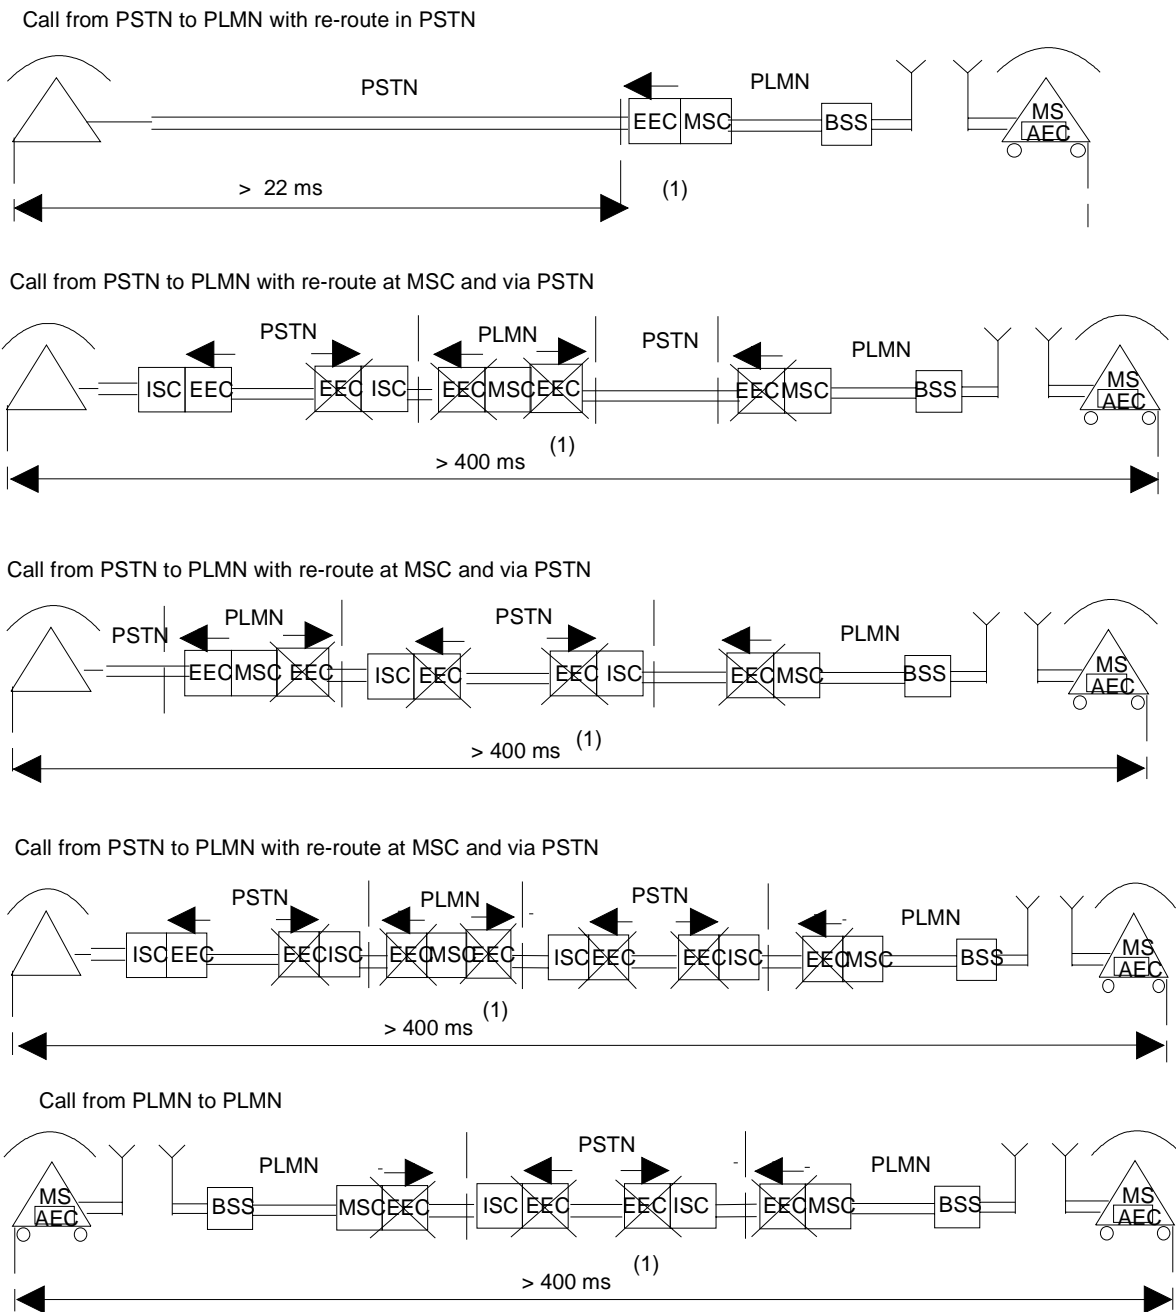 Call from PSTN to PLMN with re-route in PSTN
PSTN PLMN
EEC MSC BSS MS
AEC
> 22 ms (1)
Call from PSTN to PLMN with re-route at MSC and via PSTN
PSTN PLMN PSTN PLMN
ISC EEC EEC ISC EEC MSC EEC EEC MSC BSS MS
AEC
(1)
> 400 ms
Call from PSTN to PLMN with re-route at MSC and via PSTN
PSTN PLMN PSTN PLMN
EEC MSC EEC ISC EEC EEC ISC EEC MSC BSS MS
AEC
(1)
> 400 ms
Call from PSTN to PLMN with re-route at MSC and via PSTN
PSTN PLMN PSTN PLMN
ISC EEC EEC ISC EEC MSC EEC ISC EEC EEC ISC EEC MSC BSS MS
AEC
(1)
> 400 ms
Call from PLMN to PLMN
PLMN PSTN PLMN
MS BSS MSC EEC ISC EEC EEC ISC EEC MSC BSS MS
AEC AEC
(1)
> 400 ms